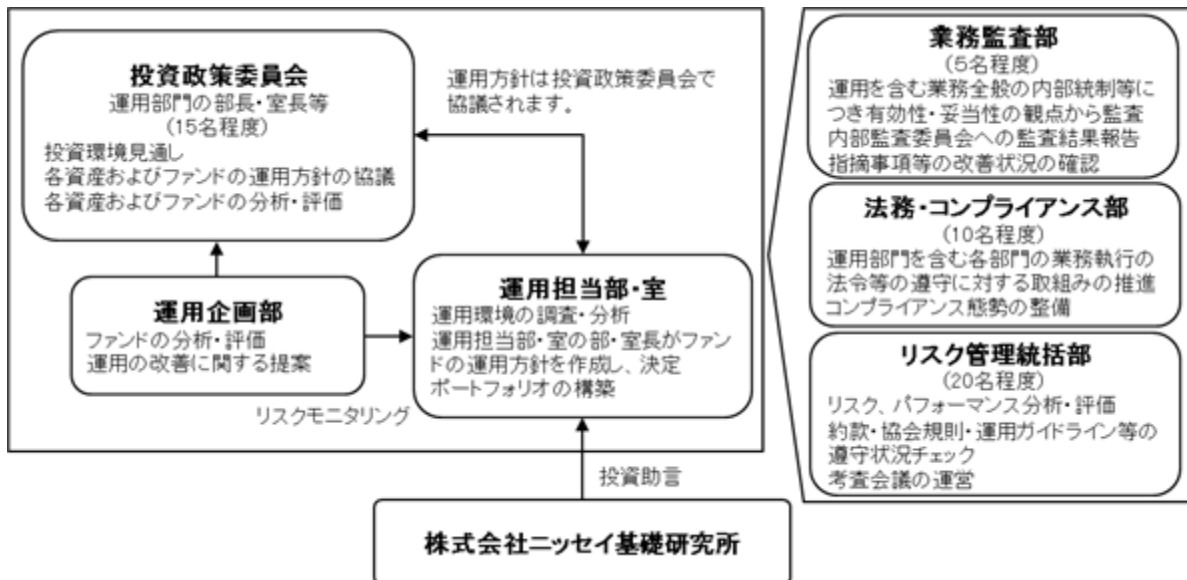 投資政策委員会
運用部門の部長・室長等
(15名程度)
投資環境見通し
各資産およびファンドの運用方針の協議
各資産およびファンドの分析・評価
運用方針は投資政策委員会で
協議されます。
運用企画部
ファンドの分析・評価
運用の改善に関する提案
リスクモニタリング
運用担当部・室
運用環境の調査・分析
運用担当部・室の部・室長がファン
ドの運用方針を作成し、決定
ポートフォリオの構築
投資助言
株式会社ニッセイ基礎研究所
業務監査部
(5名程度)
運用を含む業務全般の内部統制等に
つき有効性・妥当性の観点から監査
内部監査委員会への監査結果報告
指摘事項等の改善状況の確認
法務・コンプライアンス部
(10名程度)
運用部門を含む各部門の業務執行の
法令等の遵守に対する取組みの推進
コンプライアンス態勢の整備
リスク管理統括部
(20名程度)
リスク、パフォーマンス分析・評価
約款・協会規則・運用ガイドライン等の
遵守状況チェック
考査会議の運営